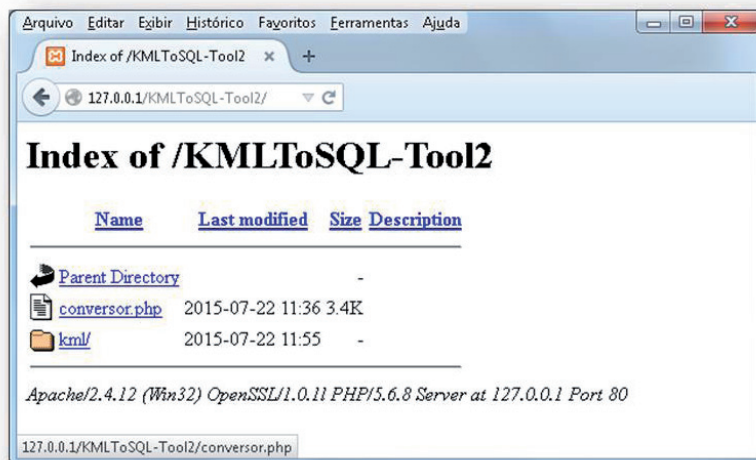 Arquivo Editar Exibir Histórico Favoritos Ferramentas Ajuda
Index of /KMLToSQL-Tool2 × +
127.0.0.1/KMLToSQL-Tool2/
Index of /KMLToSQL-Tool2
Name Last modified Size Description
Parent Directory -
conversor.php 2015-07-22 11:36 3.4K
kml/ 2015-07-22 11:55 -
Apache/2.4.12 (Win32) OpenSSL/1.0.1l PHP/5.6.8 Server at 127.0.0.1 Port 80
127.0.0.1/KMLToSQL-Tool2/conversor.php